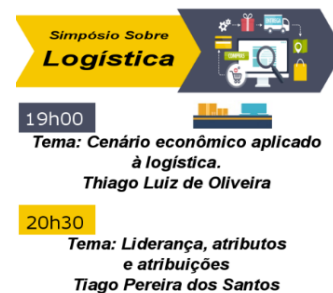 Simpósio Sobre
Logística
19h00
Tema: Cenário econômico aplicado
à logística.
Thiago Luiz de Oliveira
20h30
Tema: Liderança, atributos
e atribuições
Tiago Pereira dos Santos